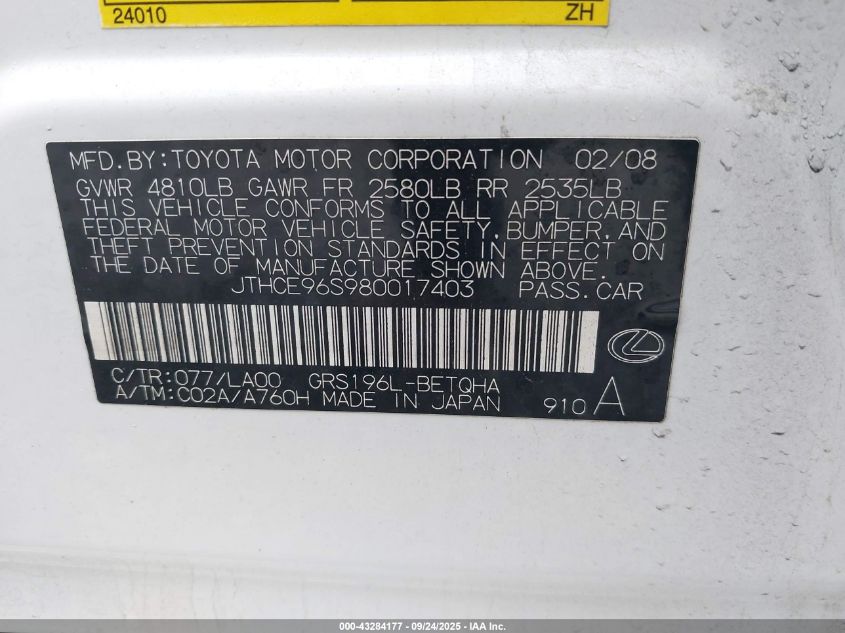 24010 ZH
MFD. BY: TOYOTA MOTOR CORPORATION 02/08
GVWR 4810LB GAWR FR 2580LB RR 2535LB
THIS VEHICLE CONFORMS TO ALL APPLICABLE
FEDERAL MOTOR VEHICLE SAFETY, BUMPER, AND
THEFT PREVENTION STANDARDS IN EFFECT ON
THE DATE OF MANUFACTURE SHOWN ABOVE.
JTHCE96S980017403 PASS. CAR
C/TR: 077/LA00 GRS196L-BETQHA
A/TM: C02A/A760H MADE IN JAPAN 910 A
000-43284177 - 09/24/2025 - IAA Inc.